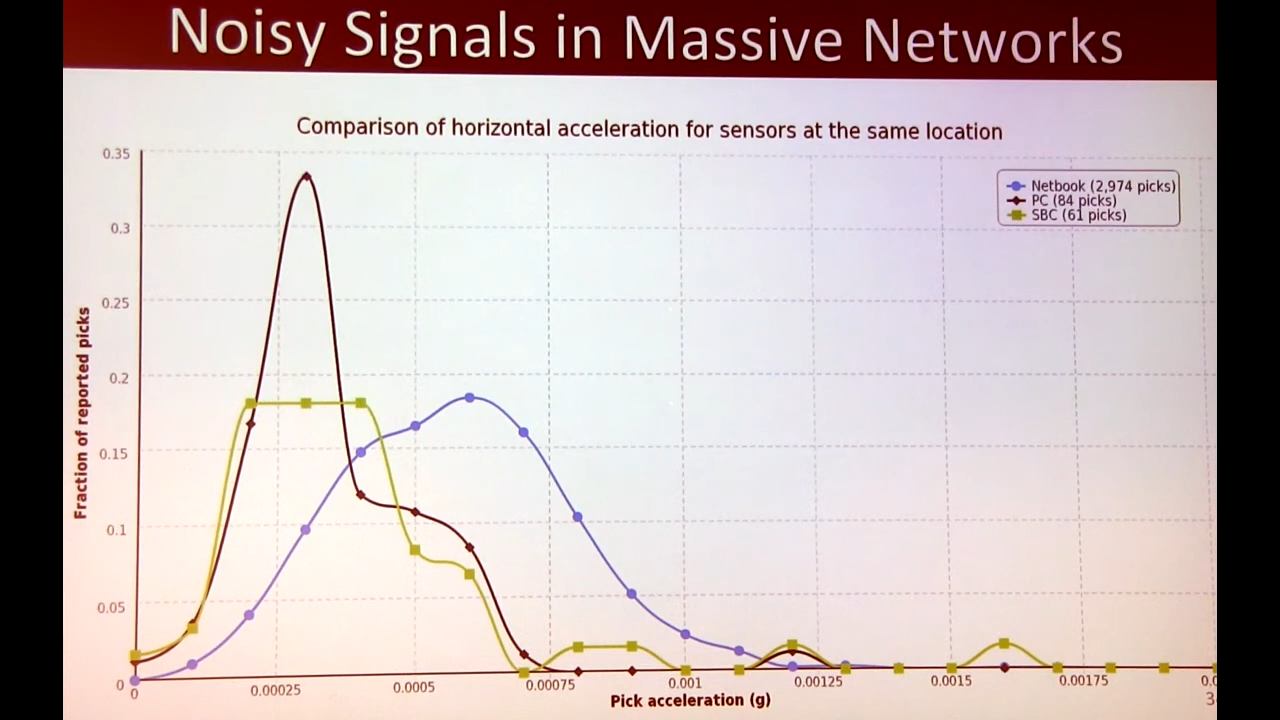 Noisy Signals in Massive Networks
Comparison of horizontal acceleration for sensors at the same location
0.35
0.3
0.25
0.2
0.15
0.1
0.05
0
Fraction of reported picks
Netbook (2,974 picks)
PC (84 picks)
SBC (61 picks)
0
0.00025
0.0005
0.00075
0.001
0.00125
0.0015
0.00175
Pick acceleration (g)